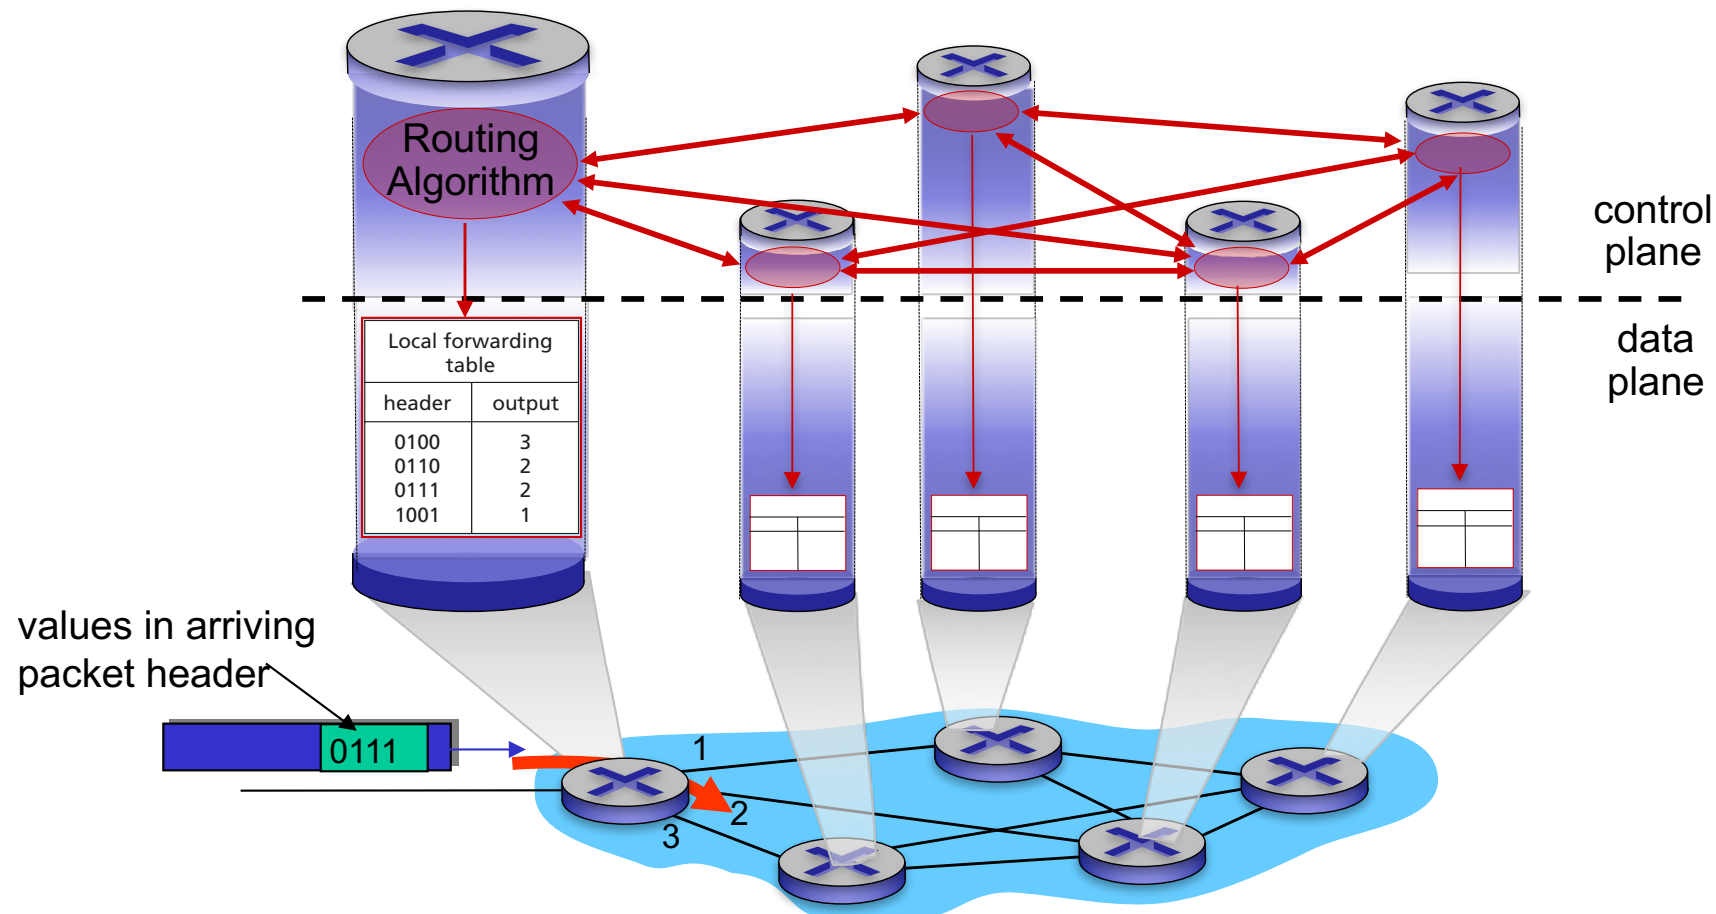 Routing
Algorithm
control
plane
data
plane
Local forwarding
table
header output
0100 3
0110 2
0111 2
1001 1
values in arriving
packet header
0111
1
2
3